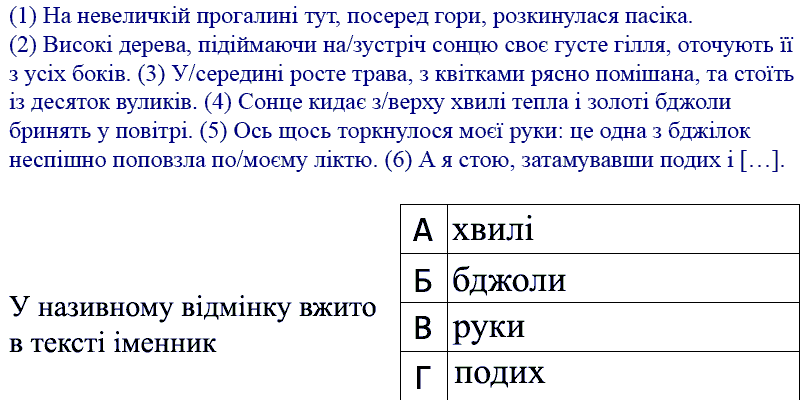 (1) На невеличкій прогалині тут, посеред гори, розкинулася пасіка.
(2) Високі дерева, підіймаючи на/зустріч сонцю своє густе гілля, оточують її
з усіх боків. (3) У/середині росте трава, з квітками рясно помішана, та стоїть
із десяток вуликів. (4) Сонце кидає з/верху хвилі тепла і золоті бджоли
бринять у повітрі. (5) Ось щось торкнулося моєї руки: це одна з бджілок
неспішно поповзла по/моєму ліктю. (6) А я стою, затамувавши подих і […].
У називному відмінку вжито
в тексті іменник
А хвилі
Б бджоли
В руки
Г подих